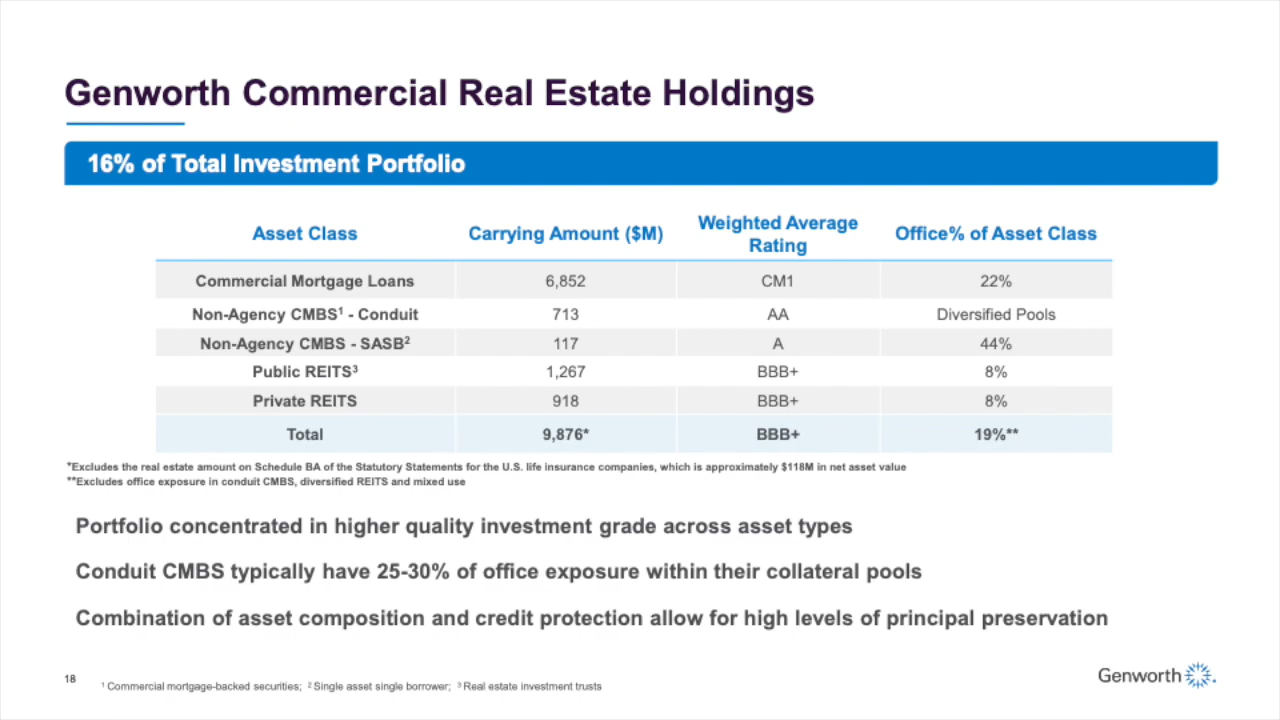 Genworth Commercial Real Estate Holdings
16% of Total Investment Portfolio
Asset Class Carrying Amount ($M) Weighted Average Rating Office% of Asset Class
Commercial Mortgage Loans 6,852 CM1 22%
Non-Agency CMBS¹ - Conduit 713 AA Diversified Pools
Non-Agency CMBS - SASB² 117 A 44%
Public REITS³ 1,267 BBB+ 8%
Private REITS 918 BBB+ 8%
Total 9,876* BBB+ 19%**
*Excludes the real estate amount on Schedule BA of the Statutory Statements for the U.S. life insurance companies, which is approximately $118M in net asset value
**Excludes office exposure in conduit CMBS, diversified REITS and mixed use
Portfolio concentrated in higher quality investment grade across asset types
Conduit CMBS typically have 25-30% of office exposure within their collateral pools
Combination of asset composition and credit protection allow for high levels of principal preservation
18
¹ Commercial mortgage-backed securities; ² Single asset single borrower; ³ Real estate investment trusts
Genworth